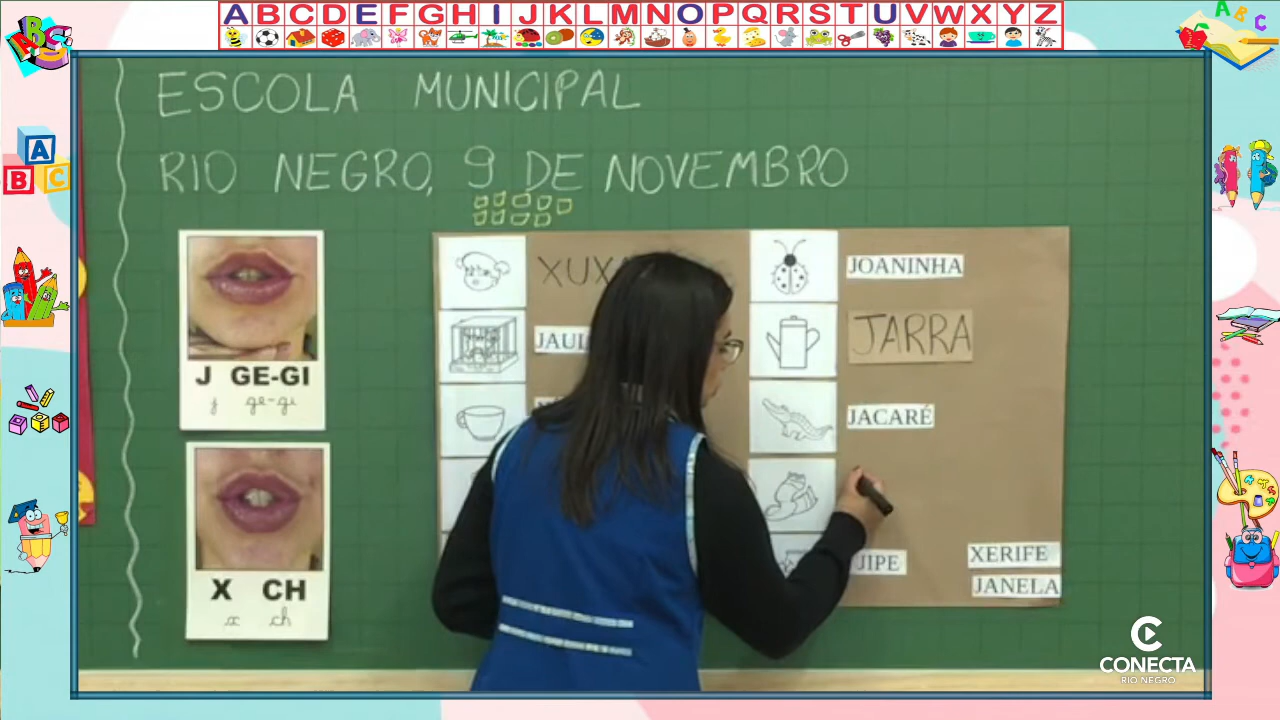 A B C D E F G H I J K L M N O P Q R S T U V W X Y Z
ESCOLA MUNICIPAL
RIO NEGRO, 9 DE NOVEMBRO
J GE-GI
j ge-gi
X CH
x ch
JOANINHA
JARRA
JACARÉ
JIPE
XERIFE
JANELA
CONECTA
RIO NEGRO